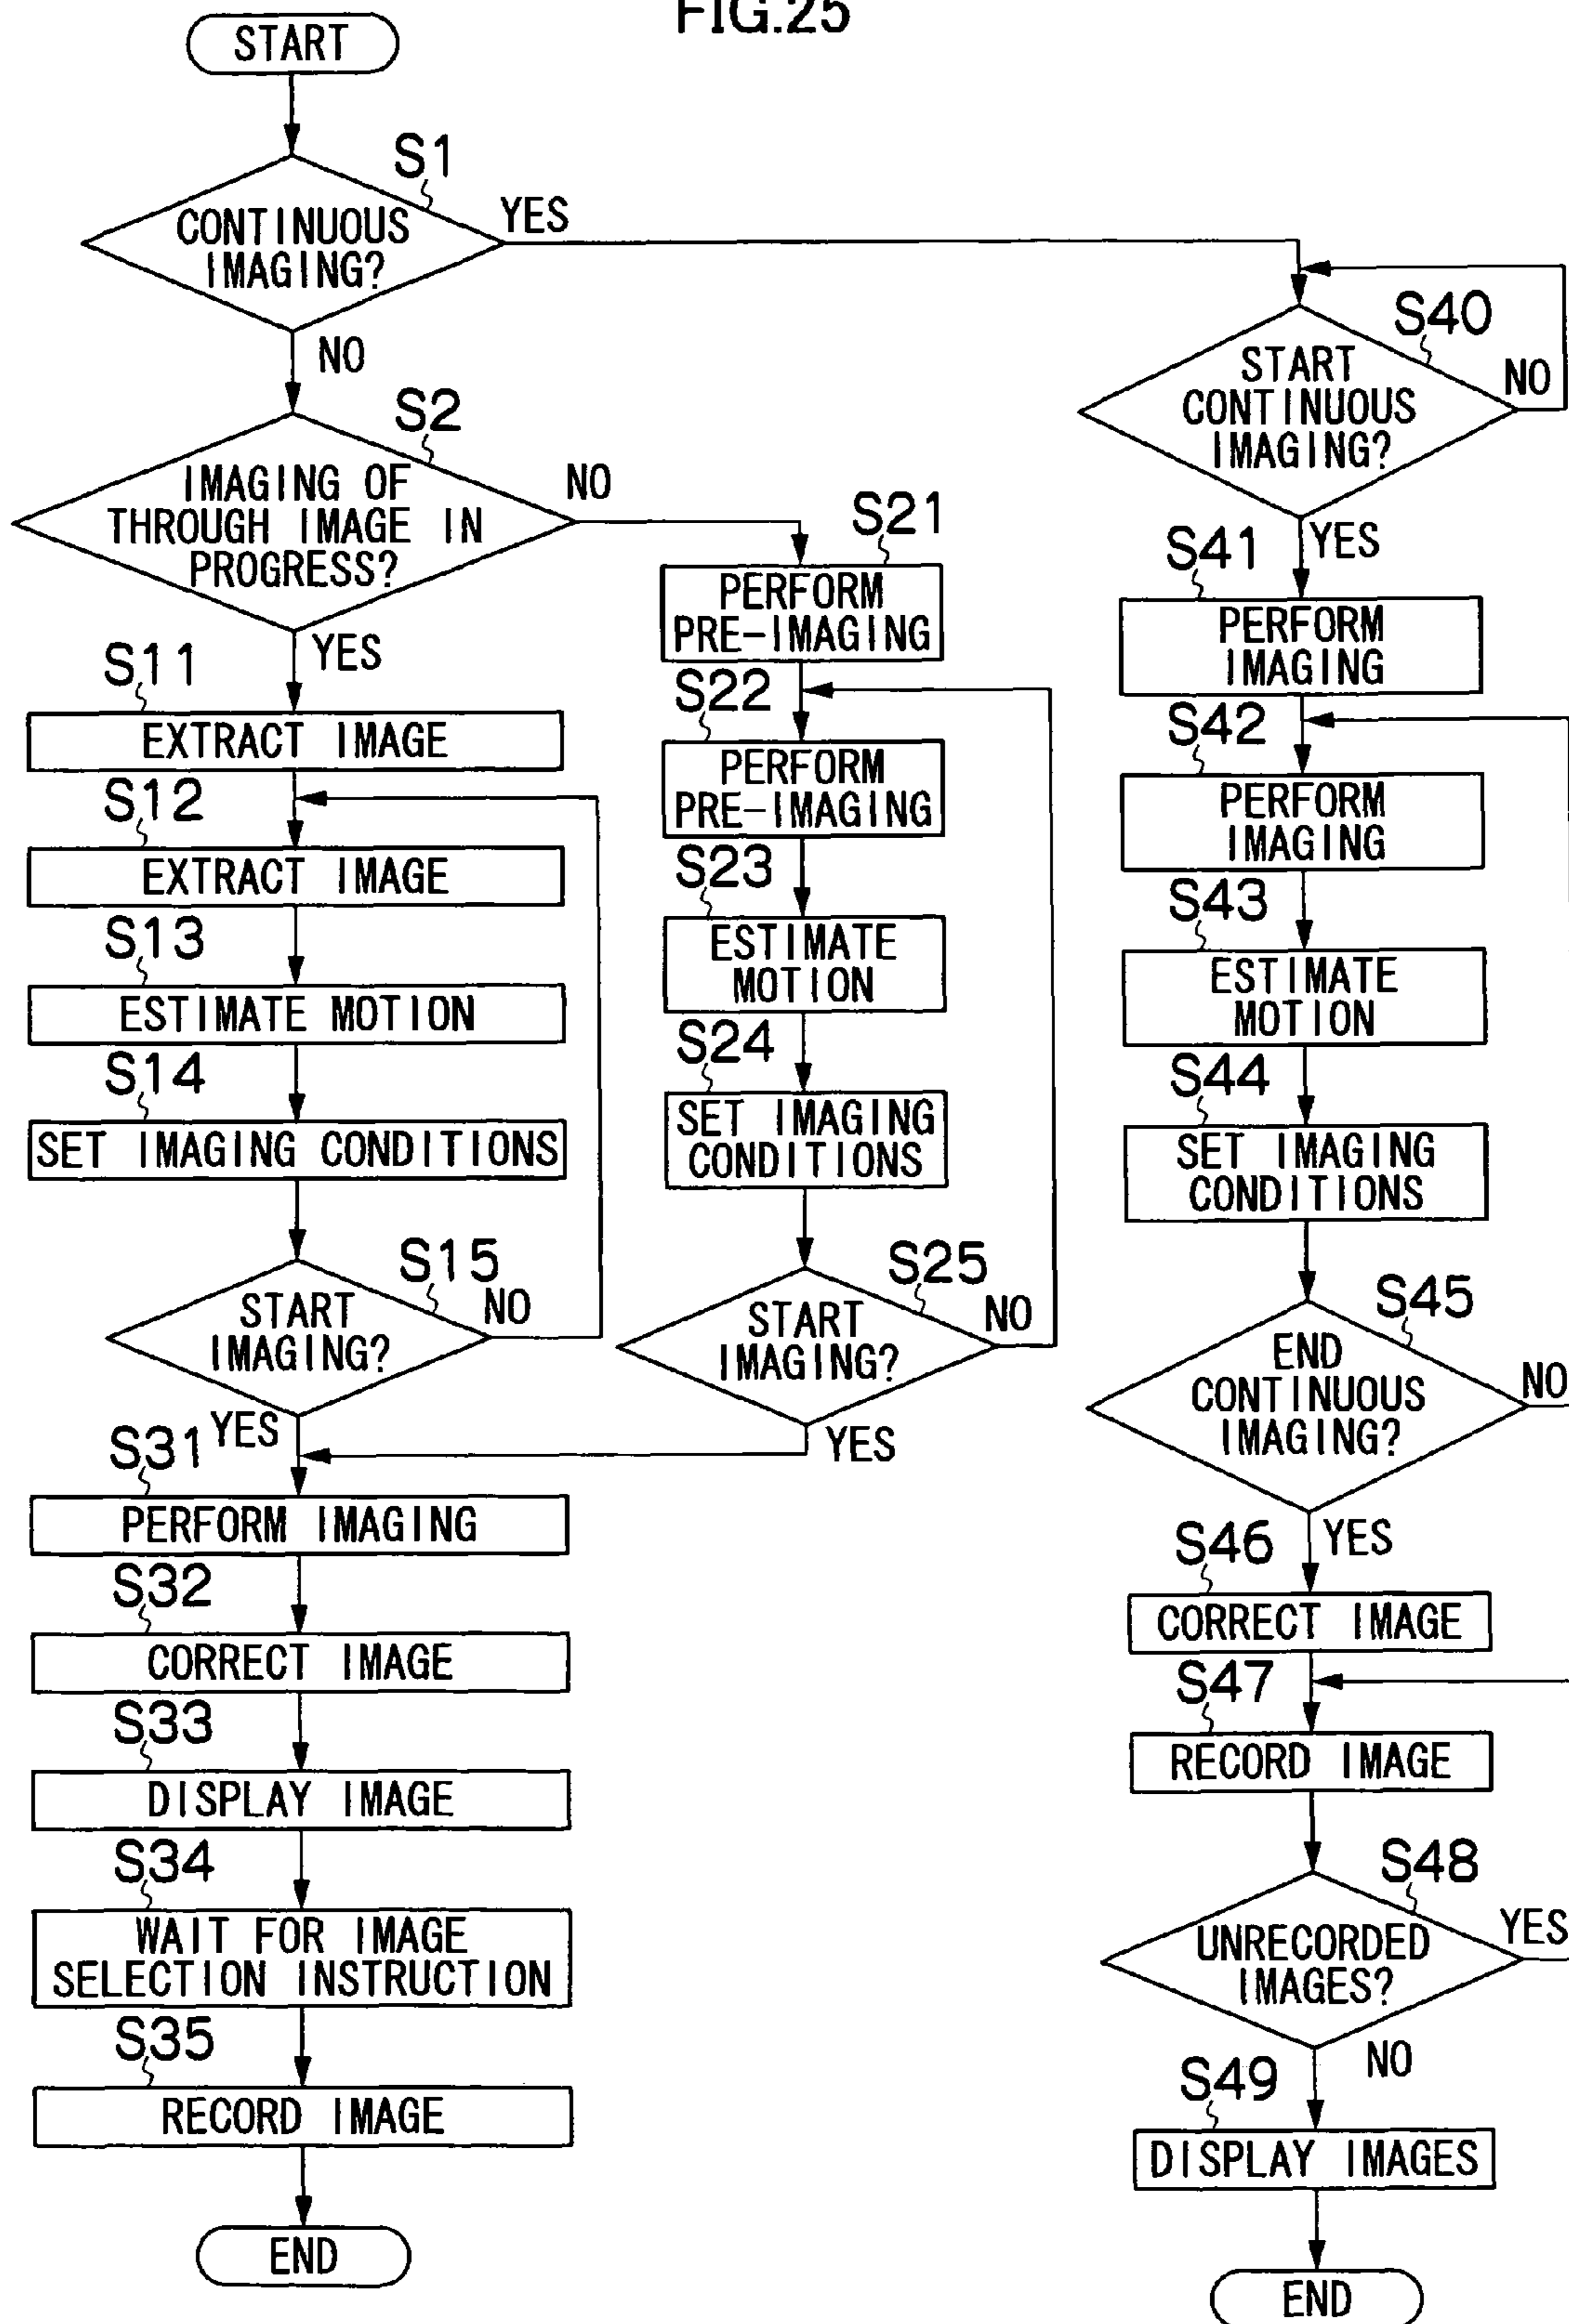 FIG.25
START
S1
CONTINUOUS
IMAGING?
YES
NO
S2
IMAGING OF
THROUGH IMAGE IN
PROGRESS?
NO
YES
S11
EXTRACT IMAGE
S12
EXTRACT IMAGE
S13
ESTIMATE MOTION
S14
SET IMAGING CONDITIONS
S15
START
IMAGING?
NO
YES
S21
PERFORM
PRE-IMAGING
S22
PERFORM
PRE-IMAGING
S23
ESTIMATE
MOTION
S24
SET IMAGING
CONDITIONS
S25
START
IMAGING?
NO
YES
S31
PERFORM IMAGING
S32
CORRECT IMAGE
S33
DISPLAY IMAGE
S34
WAIT FOR IMAGE
SELECTION INSTRUCTION
S35
RECORD IMAGE
END
S40
START
CONTINUOUS
IMAGING?
NO
YES
S41
PERFORM
IMAGING
S42
PERFORM
IMAGING
S43
ESTIMATE
MOTION
S44
SET IMAGING
CONDITIONS
S45
END
CONTINUOUS
IMAGING?
NO
YES
S46
CORRECT IMAGE
S47
RECORD IMAGE
S48
UNRECORDED
IMAGES?
YES
NO
S49
DISPLAY IMAGES
END